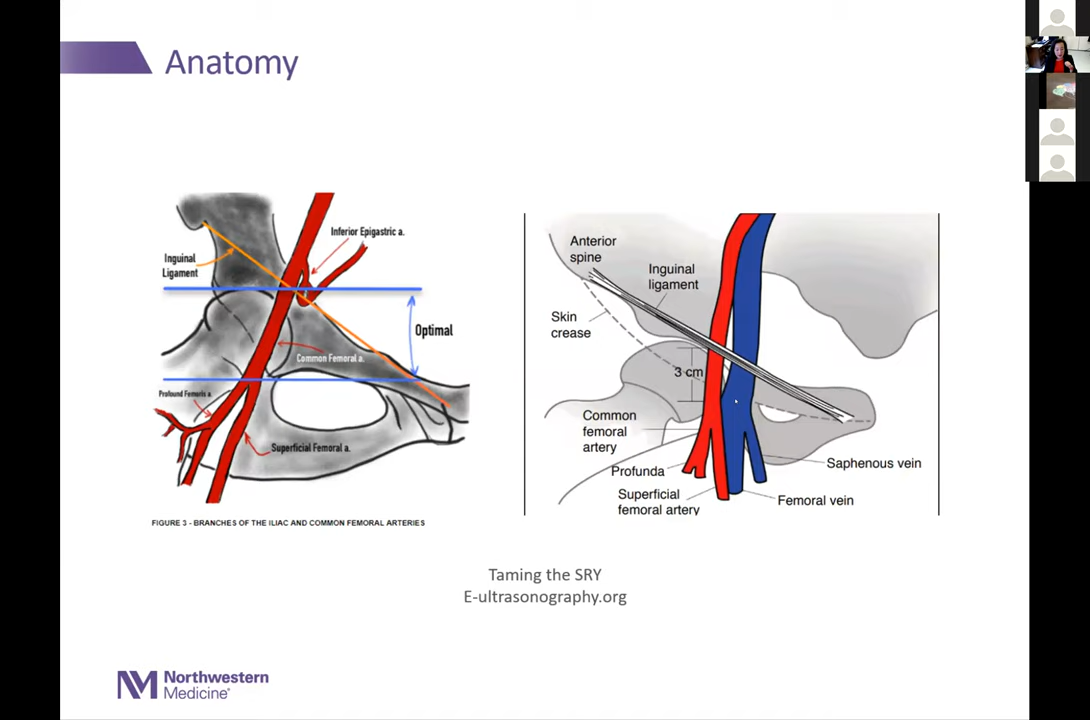 Anatomy
Inferior Epigastric a.
Inguinal
Ligament
Optimal
Common Femoral a.
Profound Femoris a.
Superficial Femoral a.
FIGURE 3 - BRANCHES OF THE ILIAC AND COMMON FEMORAL ARTERIES
Anterior
spine
Inguinal
ligament
Skin
crease
3 cm
Common
femoral
artery
Profunda
Superficial
femoral artery
Saphenous vein
Femoral vein
Taming the SRY
E-ultrasonography.org
NM Northwestern
Medicine®